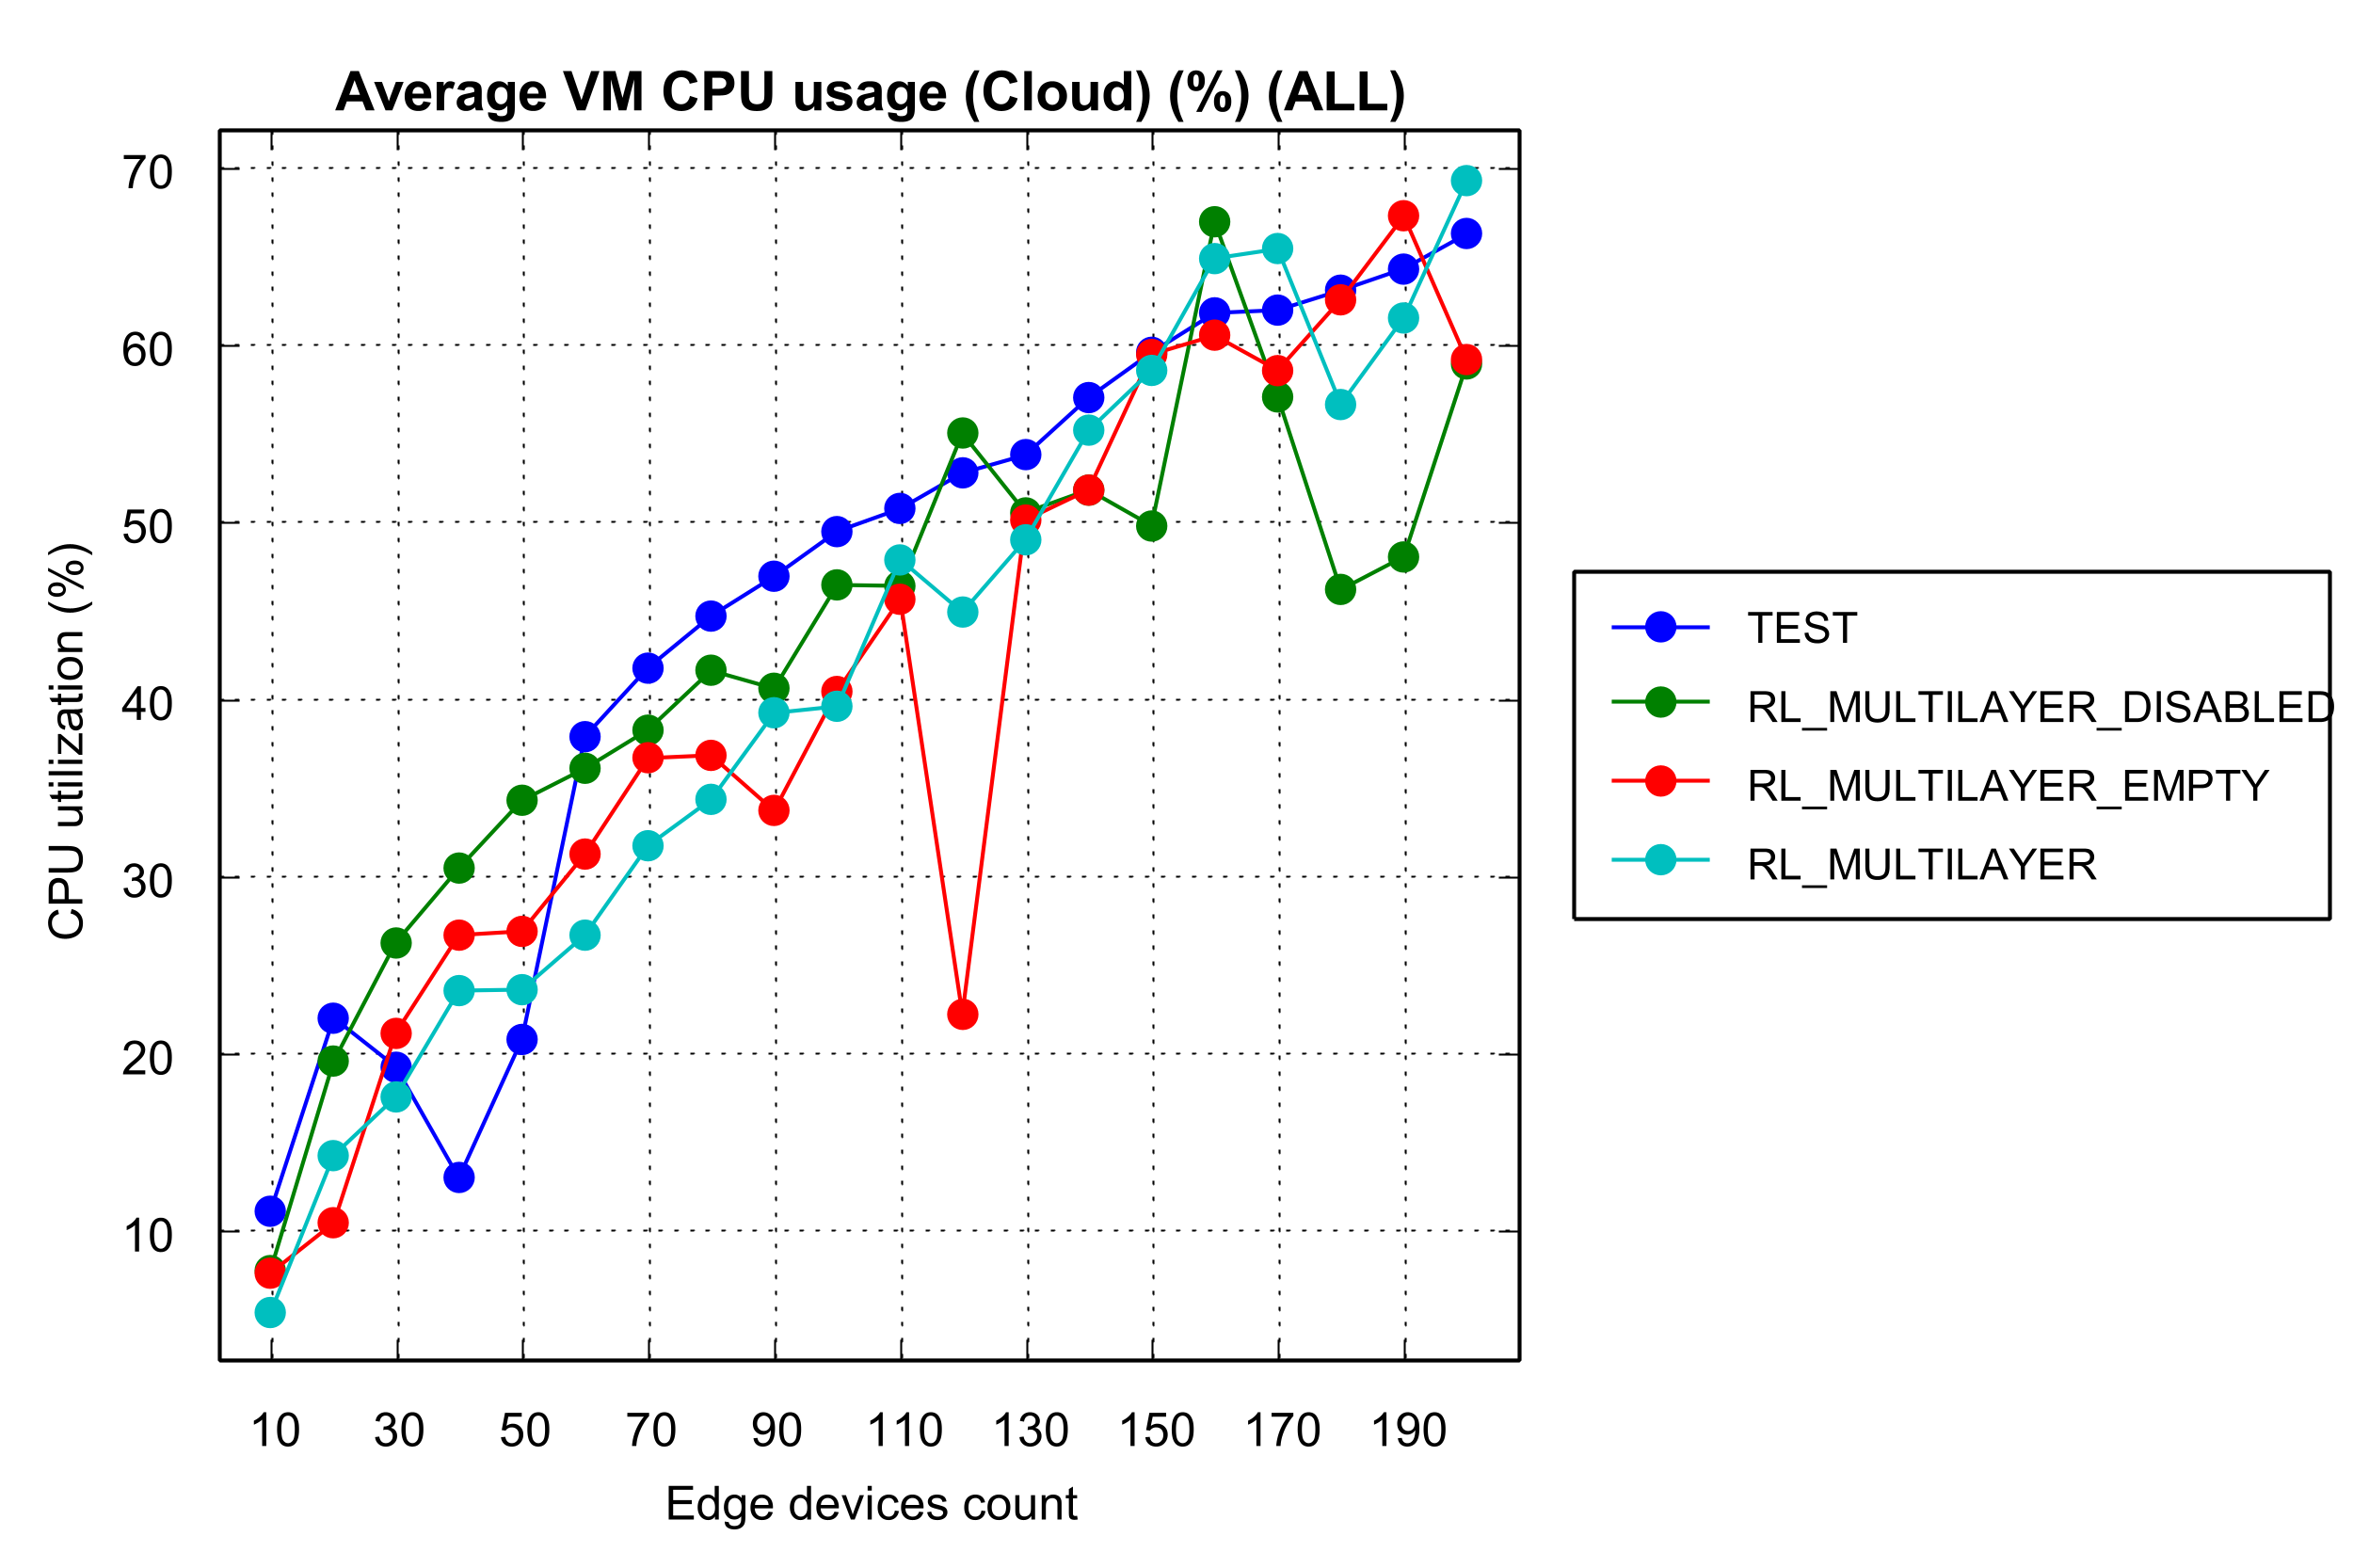 Average VM CPU usage (Cloud) (%) (ALL)
70
60
50
40
30
20
10
CPU utilization (%)
10 30 50 70 90 110 130 150 170 190
Edge devices count
TEST
RL_MULTILAYER_DISABLED
RL_MULTILAYER_EMPTY
RL_MULTILAYER